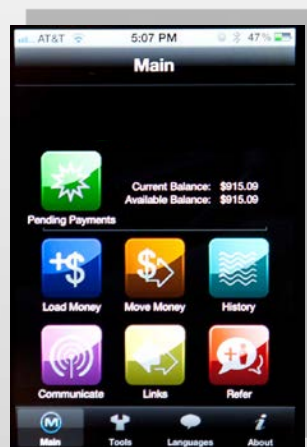 AT&T 5:07 PM 47%
Main
Current Balance: $915.09
Available Balance: $915.09
Pending Payments
+$ $
Load Money Move Money History
Communicate Links Refer
M i
Main Tools Languages About